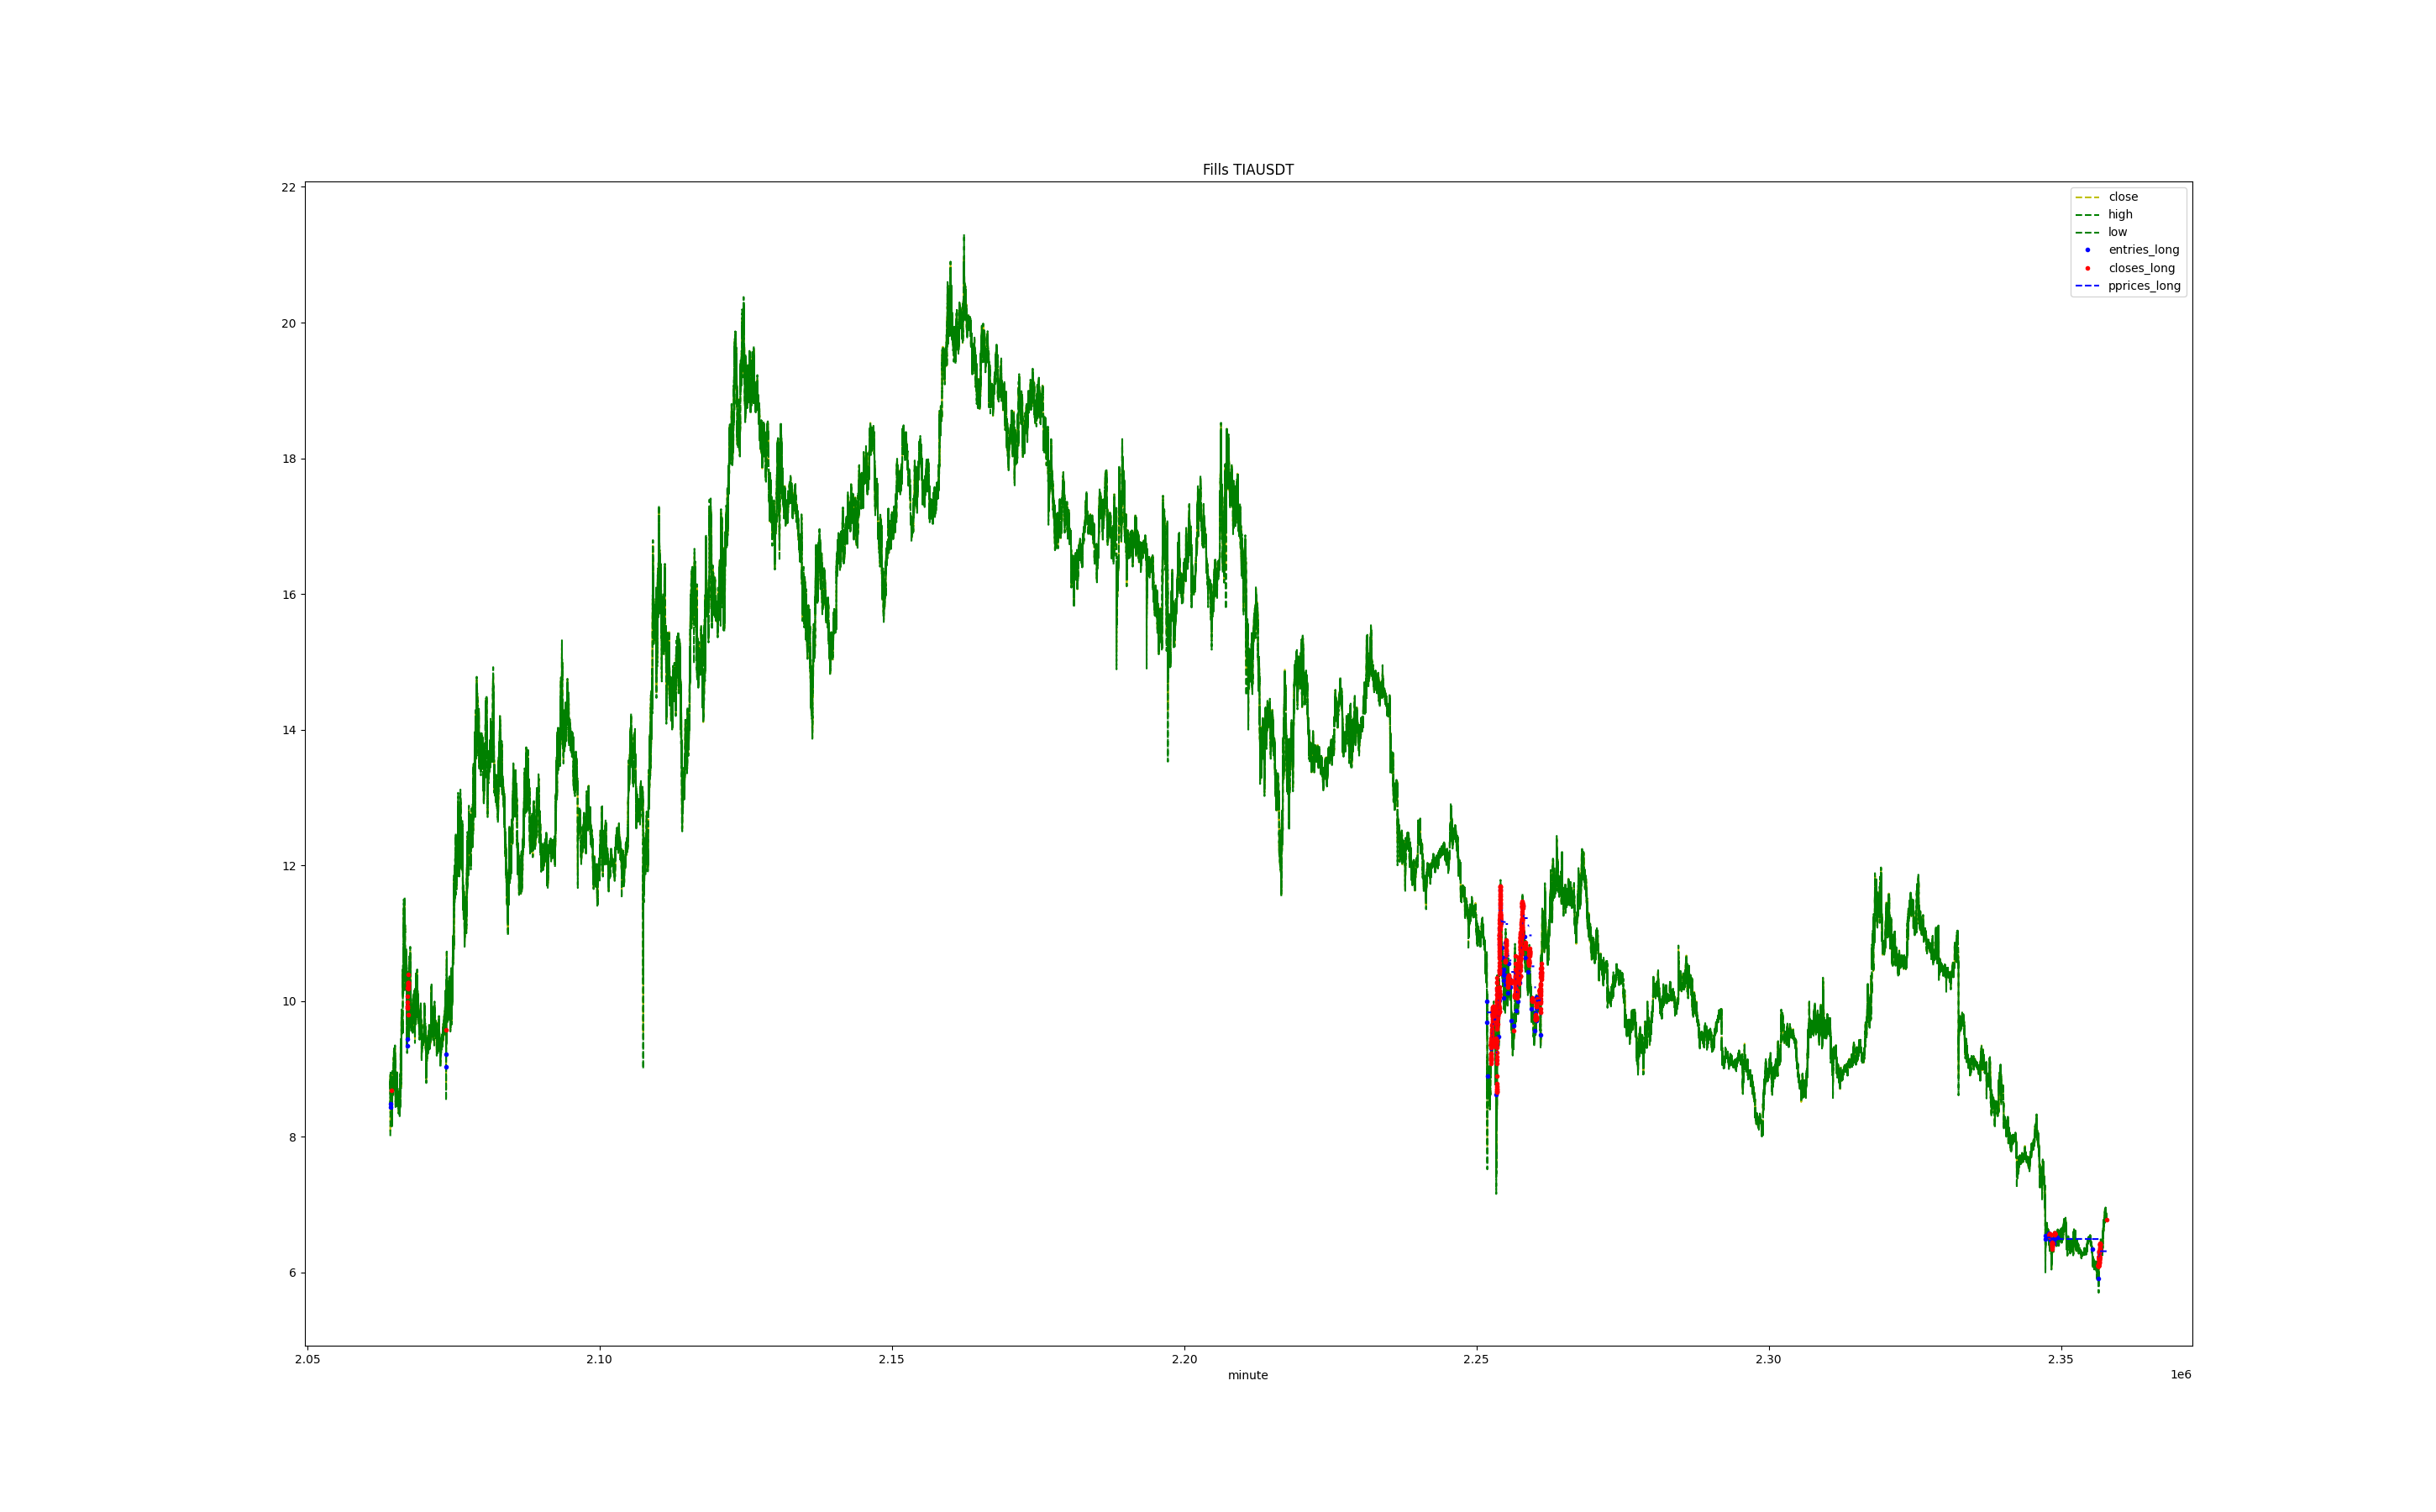 Fills TIAUSDT
close
high
low
entries_long
closes_long
pprices_long
22
20
18
16
14
12
10
8
6
2.05 2.10 2.15 2.20 2.25 2.30 2.35
minute
1e6